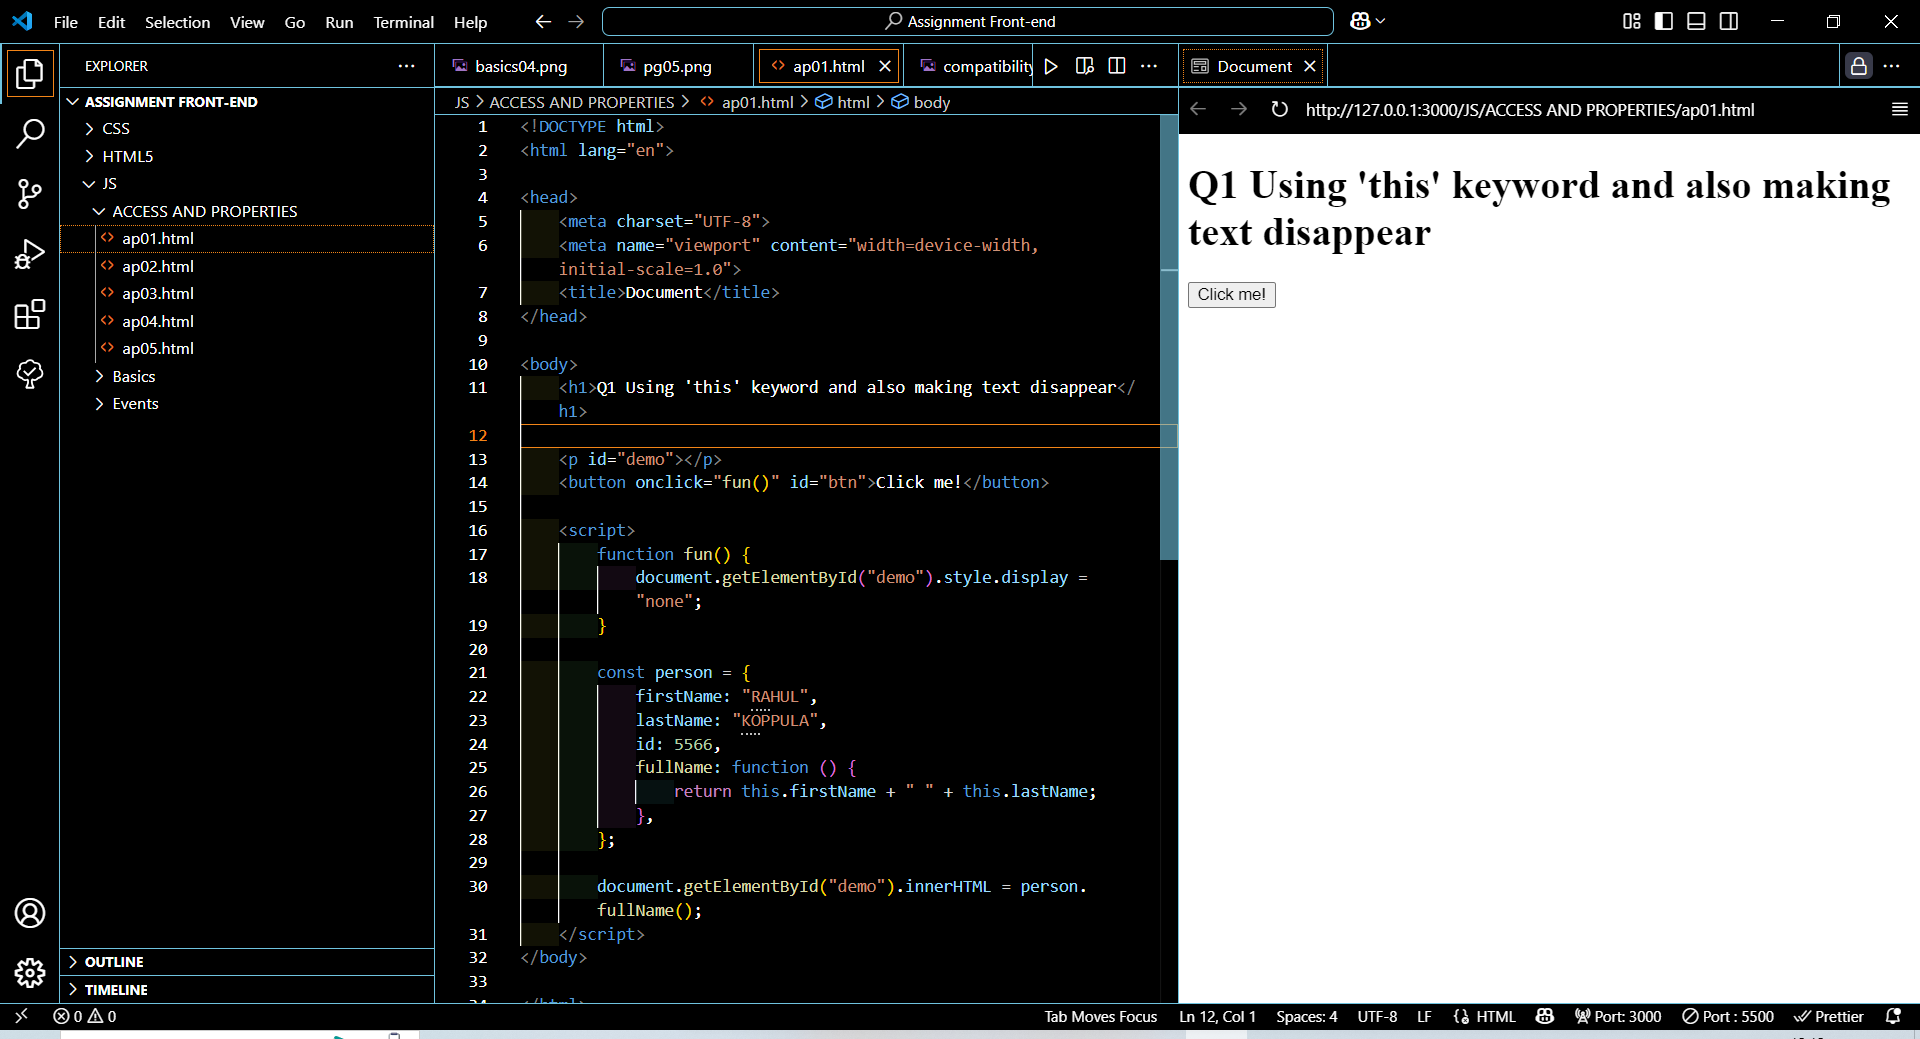 File Edit Selection View Go Run Terminal Help
Assignment Front-end
EXPLORER
ASSIGNMENT FRONT-END
CSS
HTML5
JS
ACCESS AND PROPERTIES
ap01.html
ap02.html
ap03.html
ap04.html
ap05.html
Basics
Events
OUTLINE
TIMELINE
basics04.png pg05.png ap01.html compatibility
JS > ACCESS AND PROPERTIES > ap01.html > html > body
1 <!DOCTYPE html>
2 <html lang="en">
3
4 <head>
5 <meta charset="UTF-8">
6 <meta name="viewport" content="width=device-width,
initial-scale=1.0">
7 <title>Document</title>
8 </head>
9
10 <body>
11 <h1>Q1 Using 'this' keyword and also making text disappear</
h1>
12
13 <p id="demo"></p>
14 <button onclick="fun()" id="btn">Click me!</button>
15
16 <script>
17 function fun() {
18 document.getElementById("demo").style.display =
"none";
19 }
20
21 const person = {
22 firstName: "RAHUL",
23 lastName: "KOPPULA",
24 id: 5566,
25 fullName: function () {
26 return this.firstName + " " + this.lastName;
27 },
28 };
29
30 document.getElementById("demo").innerHTML = person.
fullName();
31 </script>
32 </body>
33
34 </html>
Document
http://127.0.0.1:3000/JS/ACCESS AND PROPERTIES/ap01.html
Q1 Using 'this' keyword and also making
text disappear
Click me!
0 0 Tab Moves Focus Ln 12, Col 1 Spaces: 4 UTF-8 LF HTML Port: 3000 Port : 5500 Prettier